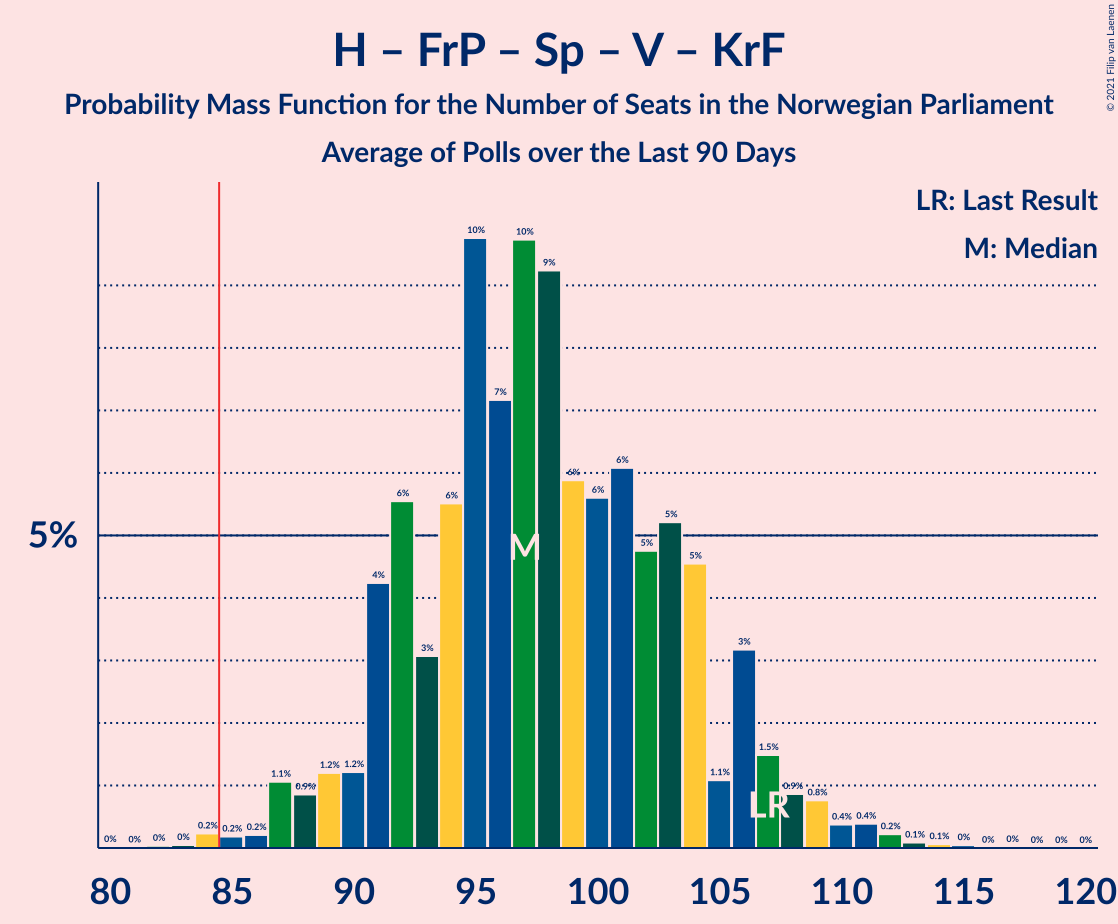 H – FrP – Sp – V – KrF
Probability Mass Function for the Number of Seats in the Norwegian Parliament
Average of Polls over the Last 90 Days
© 2021 Filip van Laenen
LR: Last Result
M: Median
5%
0% 0% 0% 0% 0.2% 0.2% 0.2% 1.1% 0.9% 1.2% 1.2% 4% 6% 3% 6% 10% 7% 10% 9% 6% 6% 6% 5% 5% 5% 1.1% 3% 1.5% 0.9% 0.8% 0.4% 0.4% 0.2% 0.1% 0.1% 0% 0% 0% 0% 0% 0%
M
LR
80 85 90 95 100 105 110 115 120